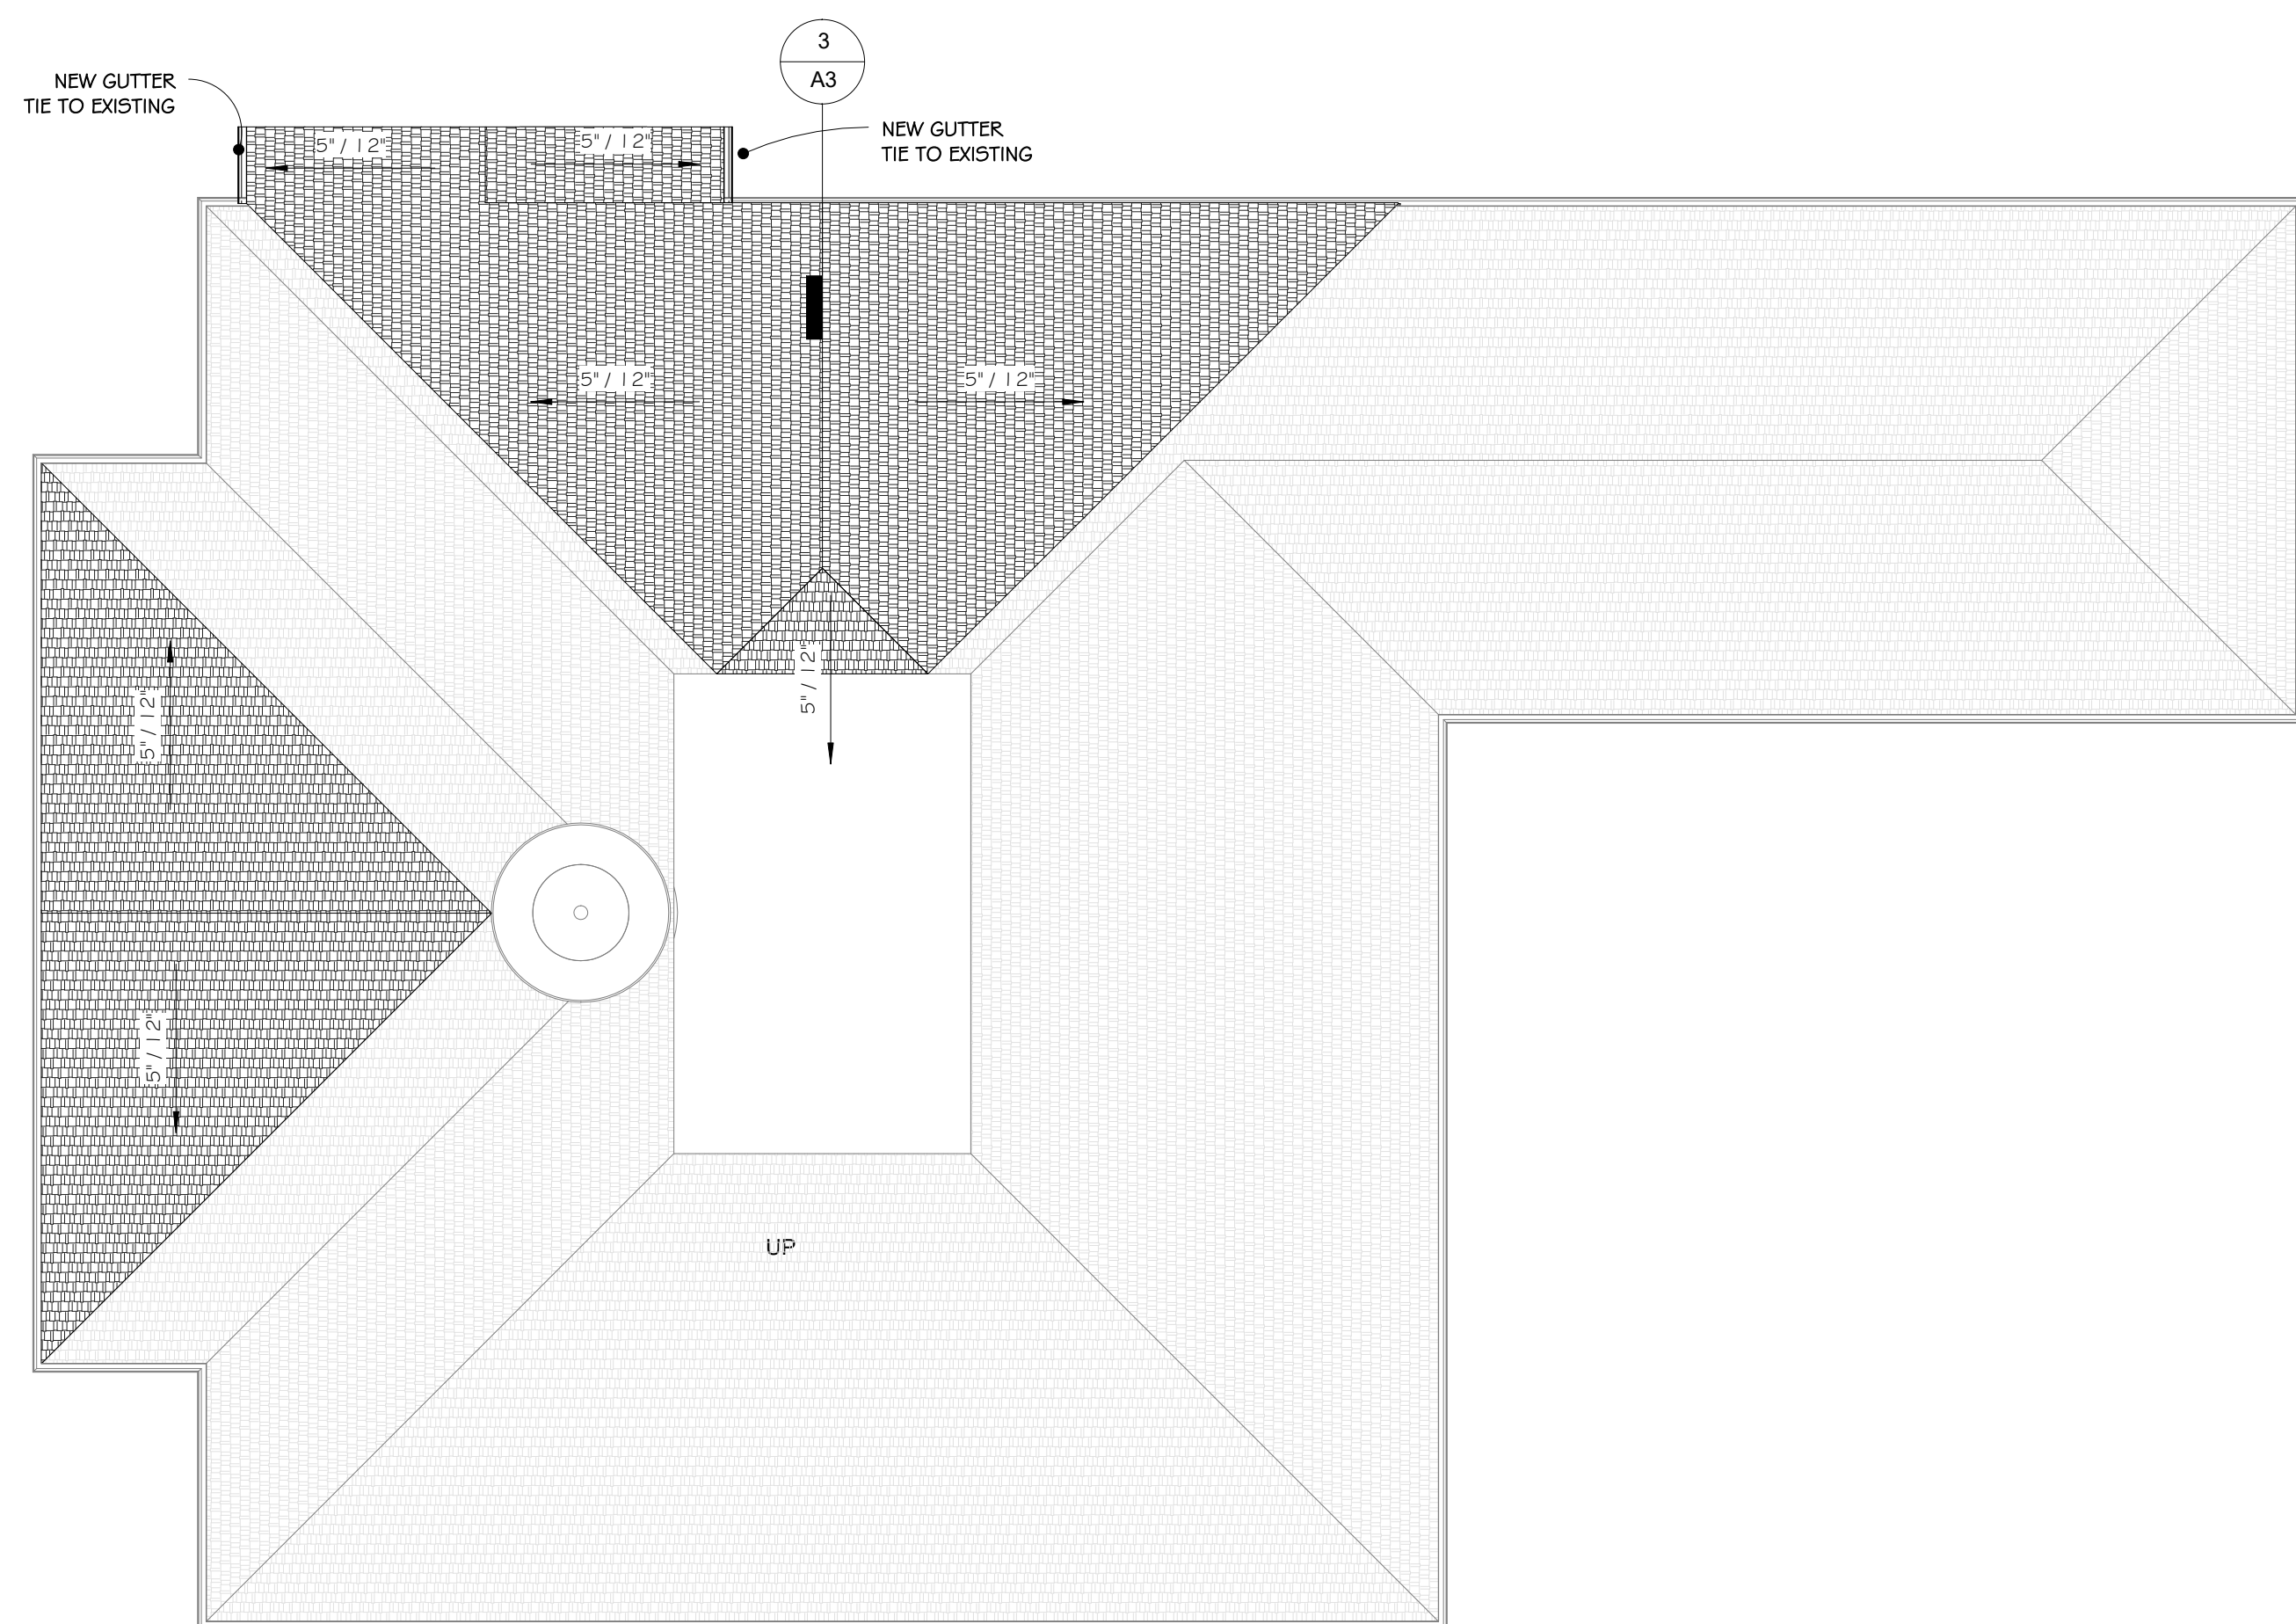 3
A3
NEW GUTTER
TIE TO EXISTING
NEW GUTTER
TIE TO EXISTING
5" / 12"
5" / 12"
5" / 12"
5" / 12"
5" / 12"
5" / 12"
5" / 12"
UP